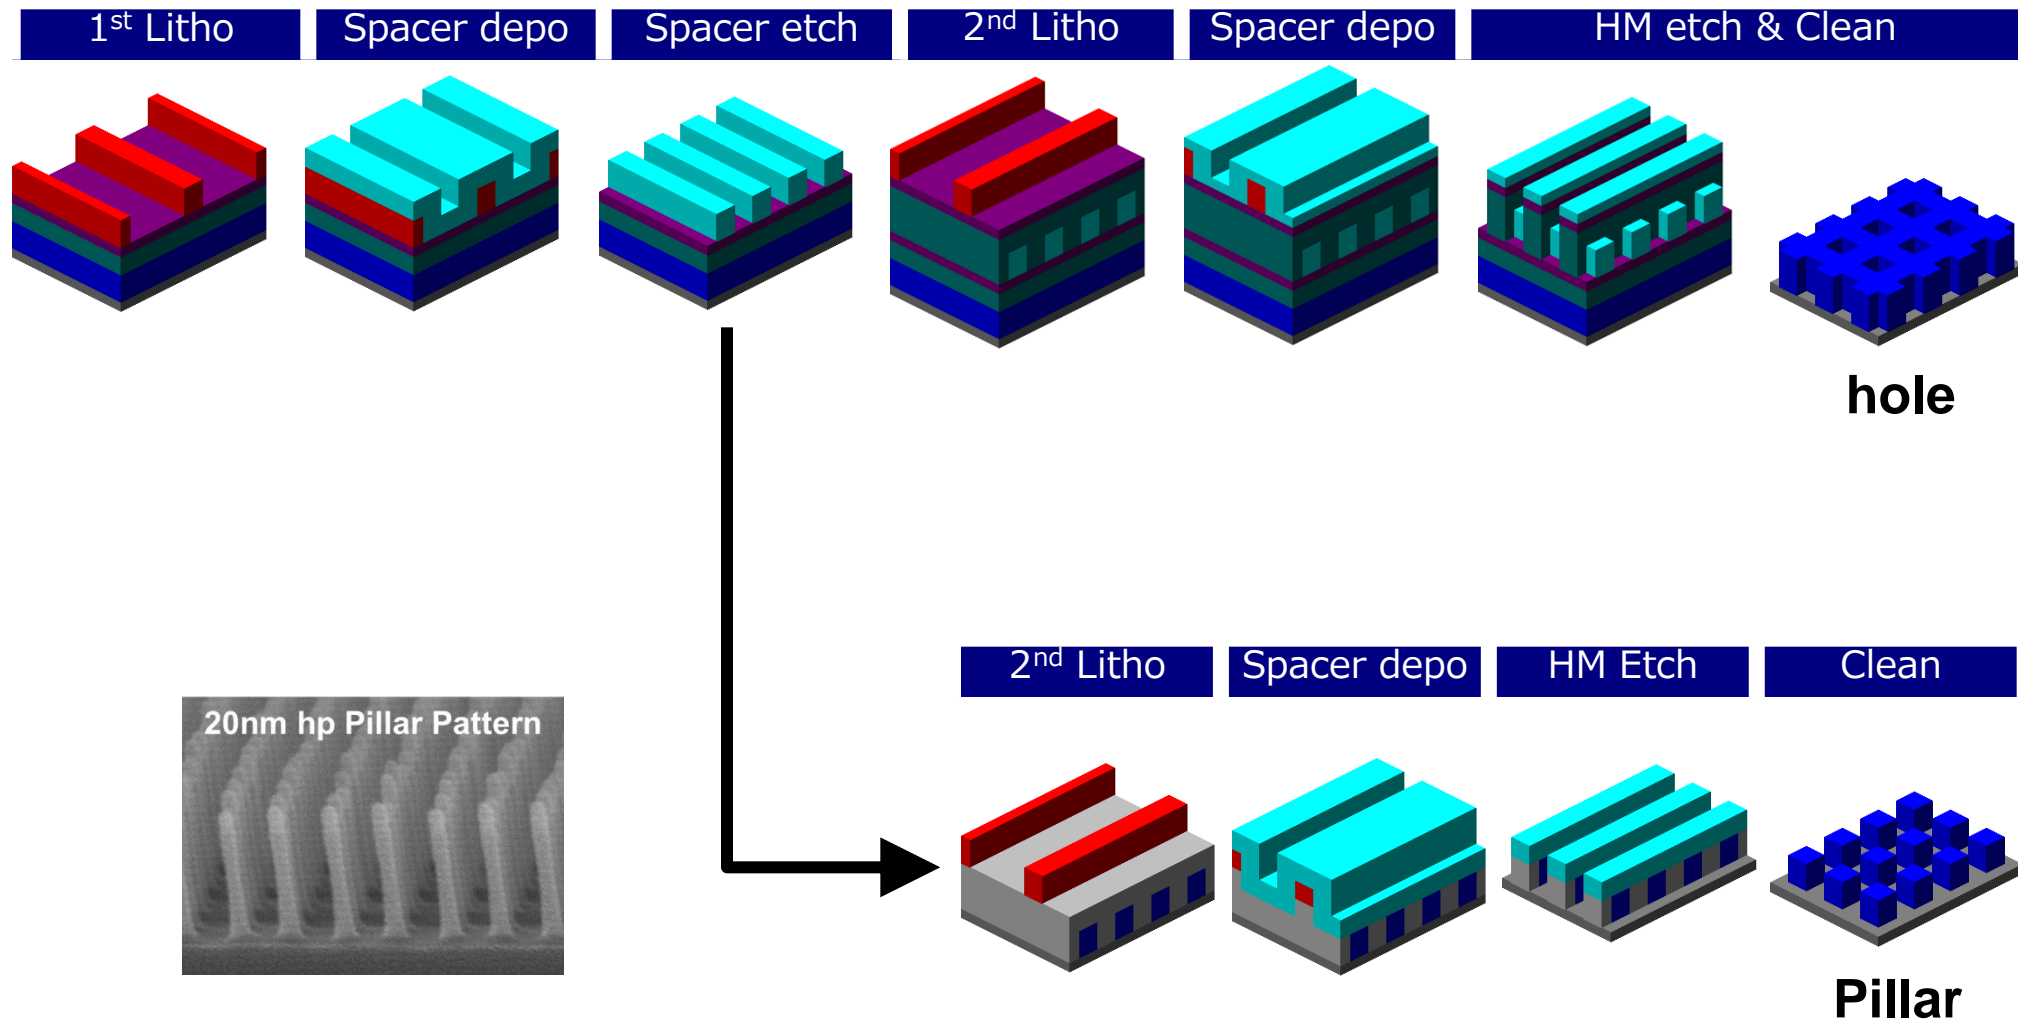 1st Litho
Spacer depo
Spacer etch
2nd Litho
Spacer depo
HM etch & Clean
hole
2nd Litho
Spacer depo
HM Etch
Clean
20nm hp Pillar Pattern
Pillar